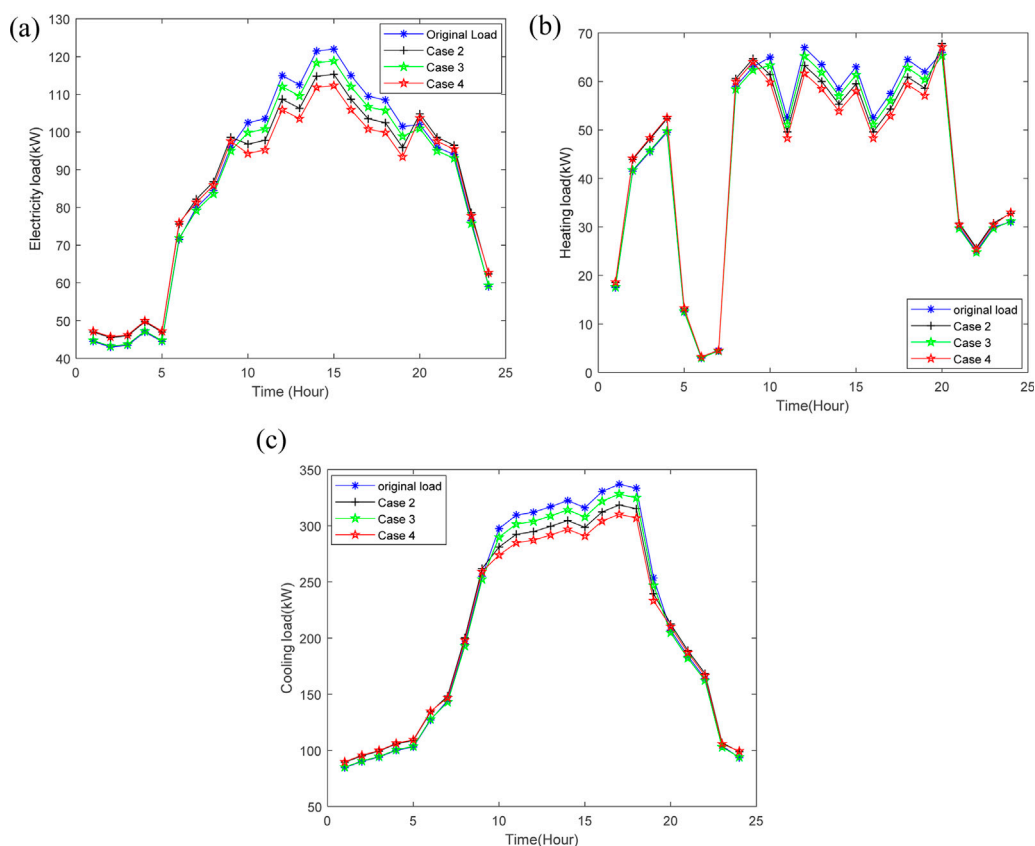 (a)
130
120
110
100
90
80
70
60
50
40
0
5
10
15
20
25
Electricity load(kW)
Time (Hour)
Original Load
Case 2
Case 3
Case 4
(b)
70
60
50
40
30
20
10
0
0
5
10
15
20
25
Heating load(kW)
Time(Hour)
original load
Case 2
Case 3
Case 4
(c)
350
300
250
200
150
100
50
0
5
10
15
20
25
Cooling load(kW)
Time(Hour)
original load
Case 2
Case 3
Case 4